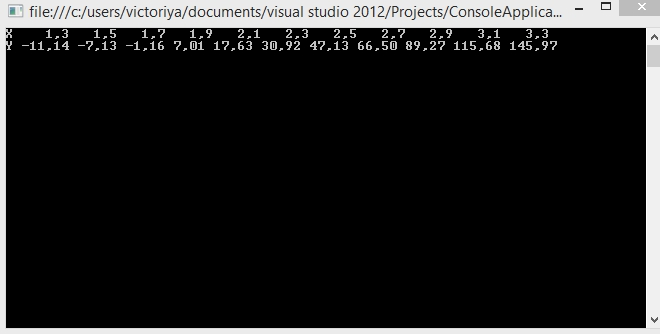 file:///c:/users/victoriya/documents/visual studio 2012/Projects/ConsoleApplica...
X 1,3 1,5 1,7 1,9 2,1 2,3 2,5 2,7 2,9 3,1 3,3
Y -11,14 -7,13 -1,16 7,01 17,63 30,92 47,13 66,50 89,27 115,68 145,97